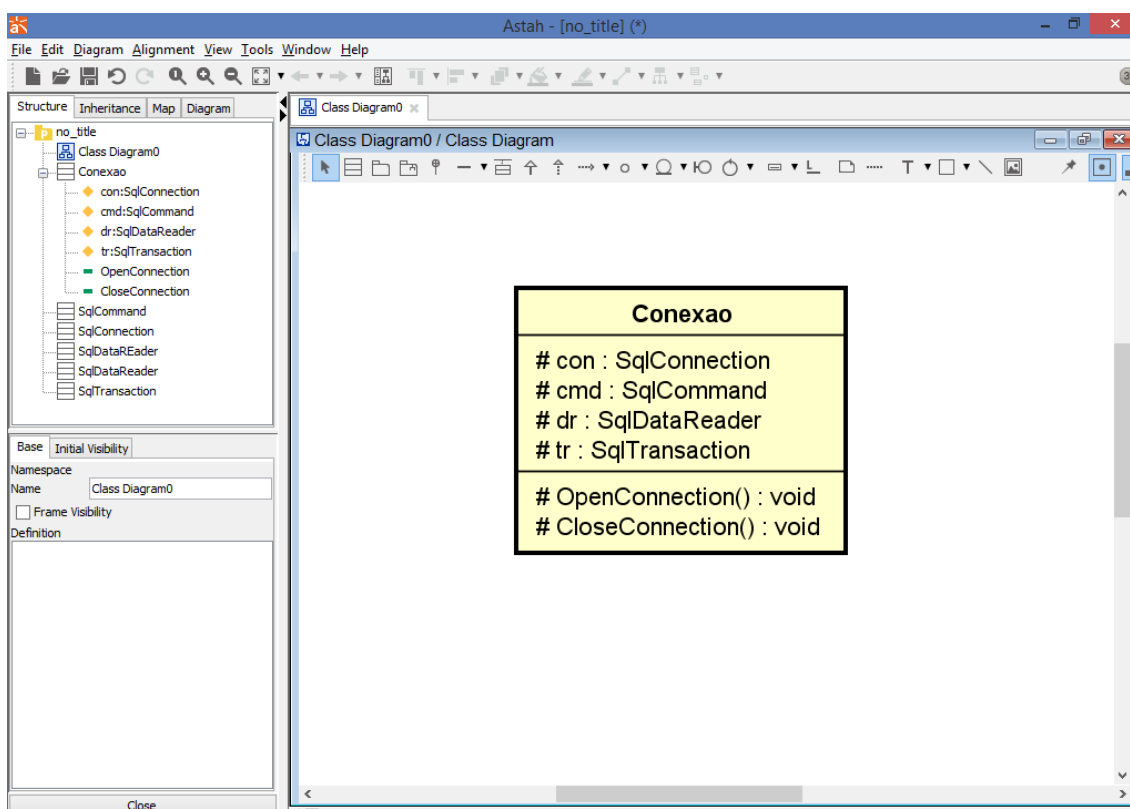 Astah - [no_title] (*)
File Edit Diagram Alignment View Tools Window Help
3
Structure Inheritance Map Diagram
no_title
Class Diagram0
Conexao
con:SqlConnection
cmd:SqlCommand
dr:SqlDataReader
tr:SqlTransaction
OpenConnection
CloseConnection
SqlCommand
SqlConnection
SqlDataREader
SqlDataReader
SqlTransaction
Base Initial Visibility
Namespace
Name Class Diagram0
Frame Visibility
Definition
Close
Class Diagram0
Class Diagram0 / Class Diagram
T
Conexao
# con : SqlConnection
# cmd : SqlCommand
# dr : SqlDataReader
# tr : SqlTransaction
# OpenConnection() : void
# CloseConnection() : void